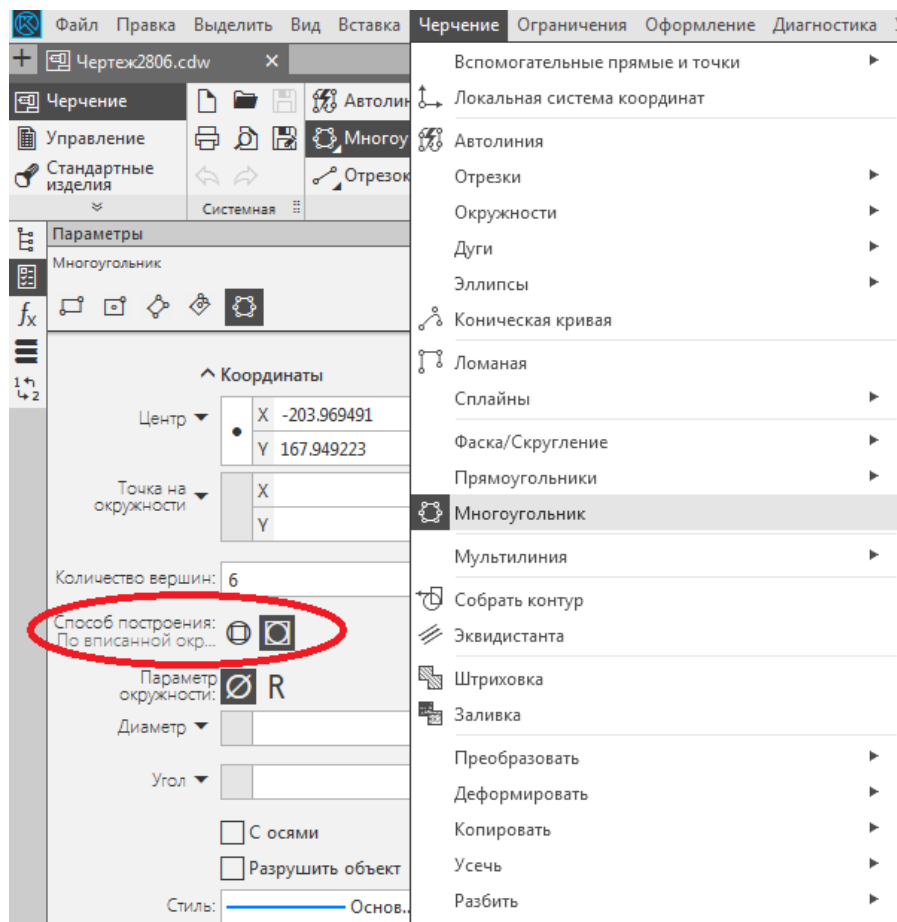 Файл Правка Выделить Вид Вставка Черчение Ограничения Оформление Диагностика
Чертеж2806.cdw
Черчение
Управление
Стандартные
изделия
Автолин
Многоу
Отрезок
Системная
Параметры
Многоугольник
Координаты
Центр
X -203.969491
Y 167.949223
Точка на
окружности
X
Y
Количество вершин: 6
Способ построения:
По вписанной окр...
Параметр
окружности:
R
Диаметр
Угол
С осями
Разрушить объект
Стиль: Основ..
Вспомогательные прямые и точки
Локальная система координат
Автолиния
Отрезки
Окружности
Дуги
Эллипсы
Коническая кривая
Ломаная
Сплайны
Фаска/Скругление
Прямоугольники
Многоугольник
Мультилиния
Собрать контур
Эквидистанта
Штриховка
Заливка
Преобразовать
Деформировать
Копировать
Усечь
Разбить